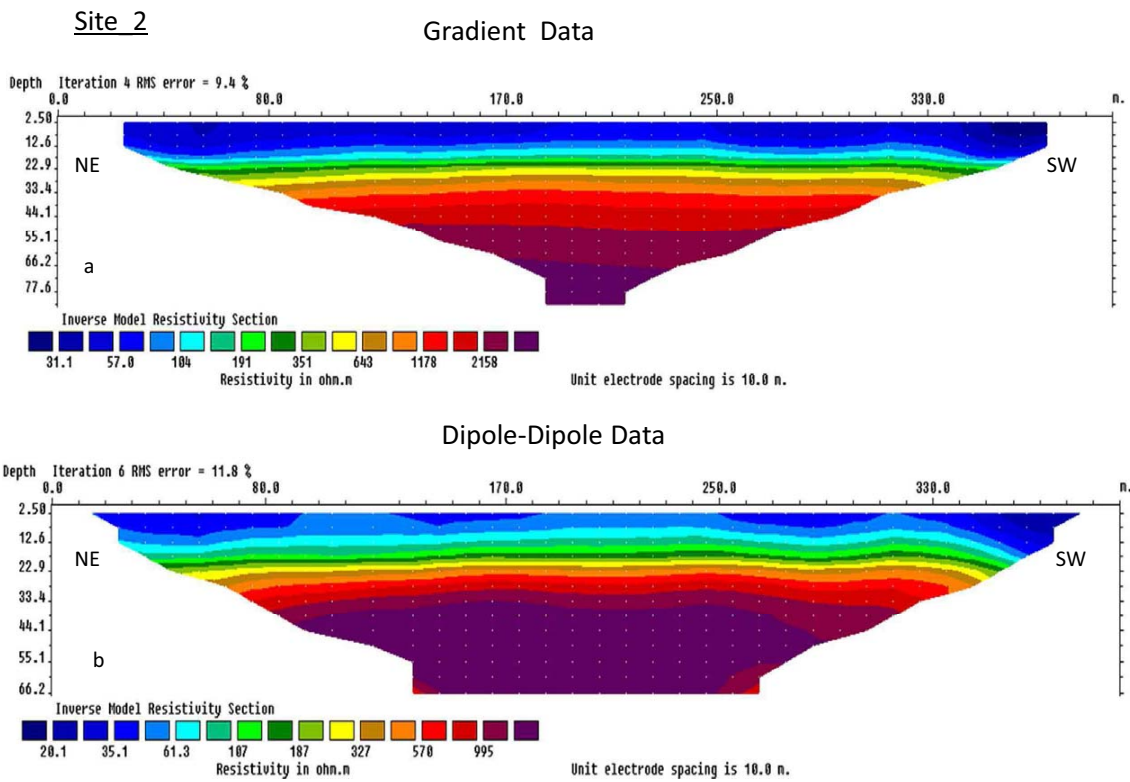 Site_2
Gradient Data
Depth Iteration 4 RMS error = 9.4 %
0.0 80.0 170.0 250.0 330.0 m.
2.50
12.6
NE SW
22.9
33.4
44.1
55.1
66.2
a
77.6
Inverse Model Resistivity Section
31.1 57.0 104 191 351 643 1178 2158
Resistivity in ohm.m Unit electrode spacing is 10.0 m.
Dipole-Dipole Data
Depth Iteration 6 RMS error = 11.8 %
0.0 80.0 170.0 250.0 330.0 m.
2.50
12.6
NE SW
22.9
33.4
44.1
55.1
b
66.2
Inverse Model Resistivity Section
20.1 35.1 61.3 107 187 327 570 995
Resistivity in ohm.m Unit electrode spacing is 10.0 m.